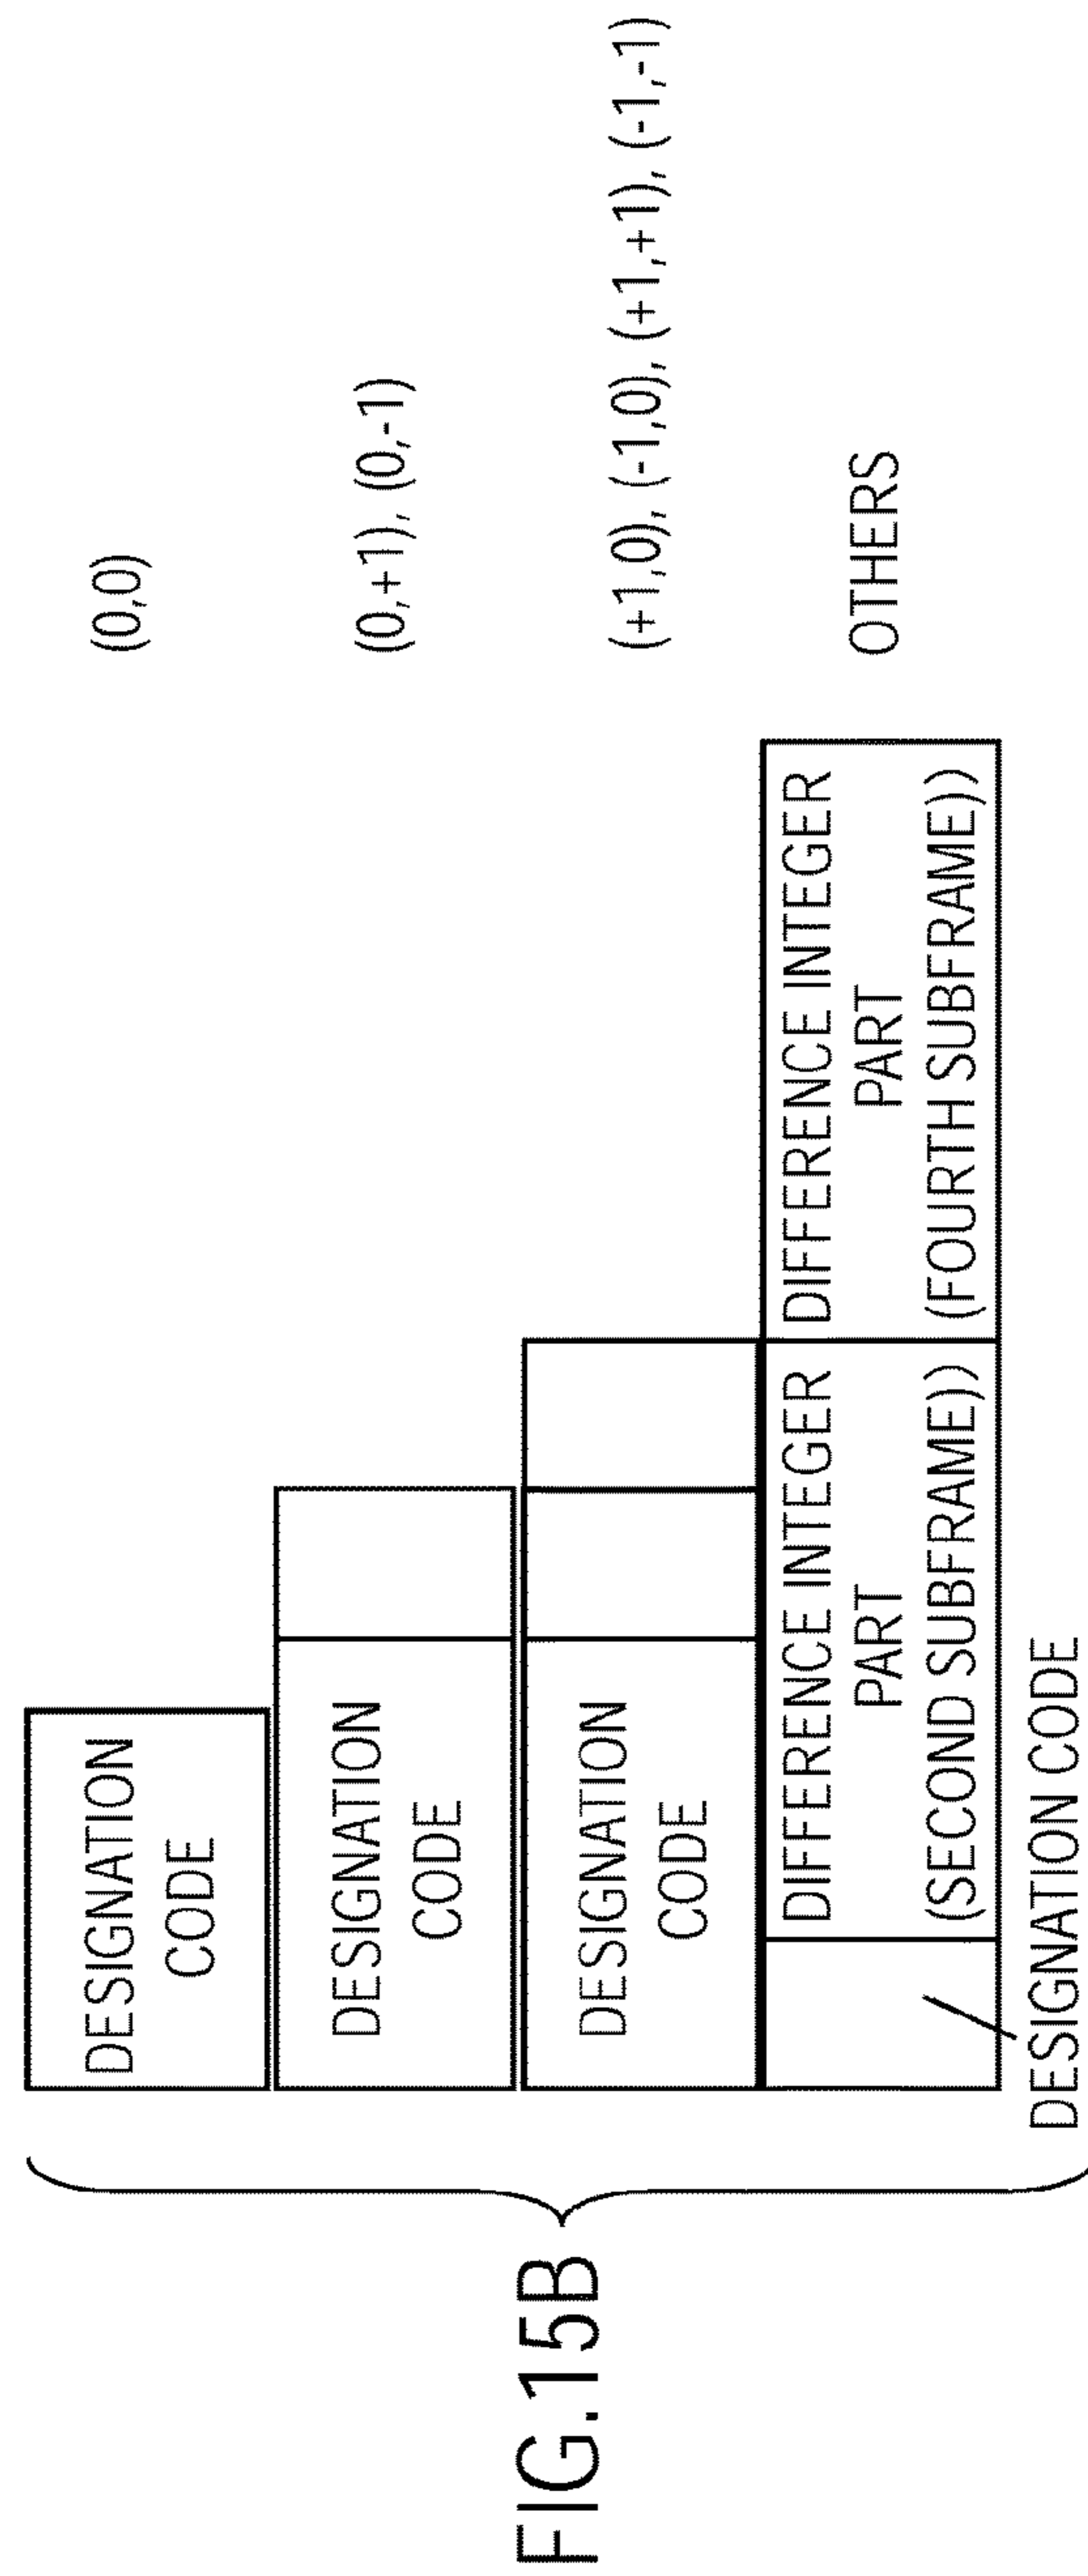 FIG.15B
DESIGNATION
CODE
(0,0)
DESIGNATION
CODE
(0,+1), (0,-1)
DESIGNATION
CODE
(+1,0), (-1,0), (+1,+1), (-1,-1)
DIFFERENCE INTEGER
PART
(SECOND SUBFRAME))
DIFFERENCE INTEGER
PART
(FOURTH SUBFRAME))
OTHERS
DESIGNATION CODE